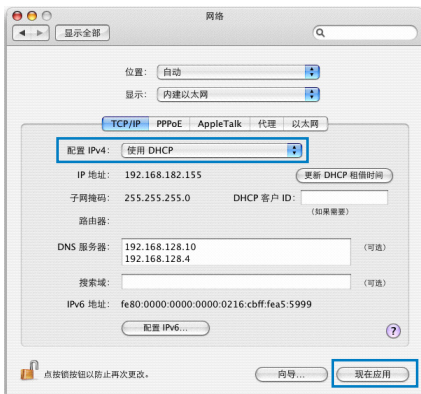 网络
显示全部
位置: 自动
显示: 内建以太网
TCP/IP PPPoE AppleTalk 代理 以太网
配置 IPv4: 使用 DHCP
IP 地址: 192.168.182.155 更新 DHCP 租借时间
子网掩码: 255.255.255.0 DHCP 客户 ID:
(如果需要)
路由器:
DNS 服务器: 192.168.128.10 (可选)
192.168.128.4
搜索域: (可选)
IPv6 地址: fe80:0000:0000:0000:0216:cbff:fea5:5999
配置 IPv6... ?
点按锁按钮以防止再次更改。 向导... 现在应用